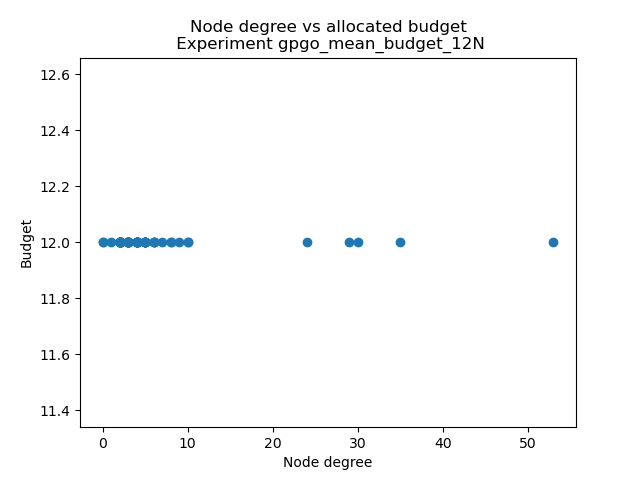 Node degree vs allocated budget
Experiment gpgo_mean_budget_12N
12.6
12.4
12.2
12.0
11.8
11.6
11.4
Budget
0 10 20 30 40 50
Node degree